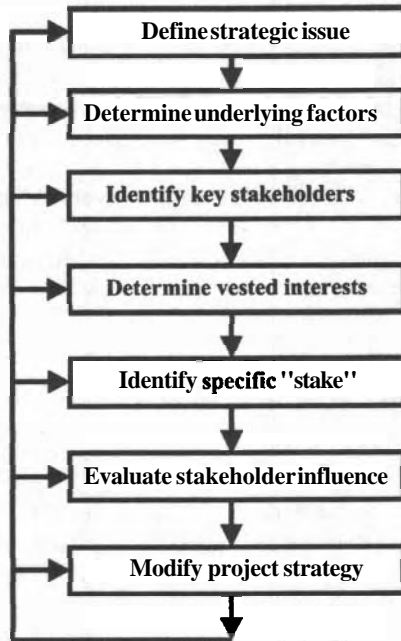 Define strategic issue
Determine underlying factors
Identify key stakeholders
Determine vested interests
Identify specific "stake"
Evaluate stakeholder influence
Modify project strategy